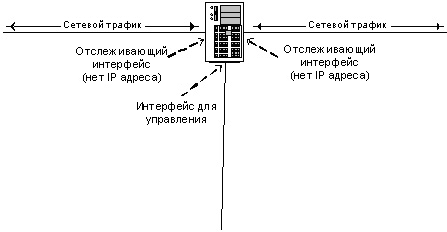 Сетевой трафик
Сетевой трафик
Отслеживающий
интерфейс
(нет IP адреса)
Отслеживающий
интерфейс
(нет IP адреса)
Интерфейс для
управления